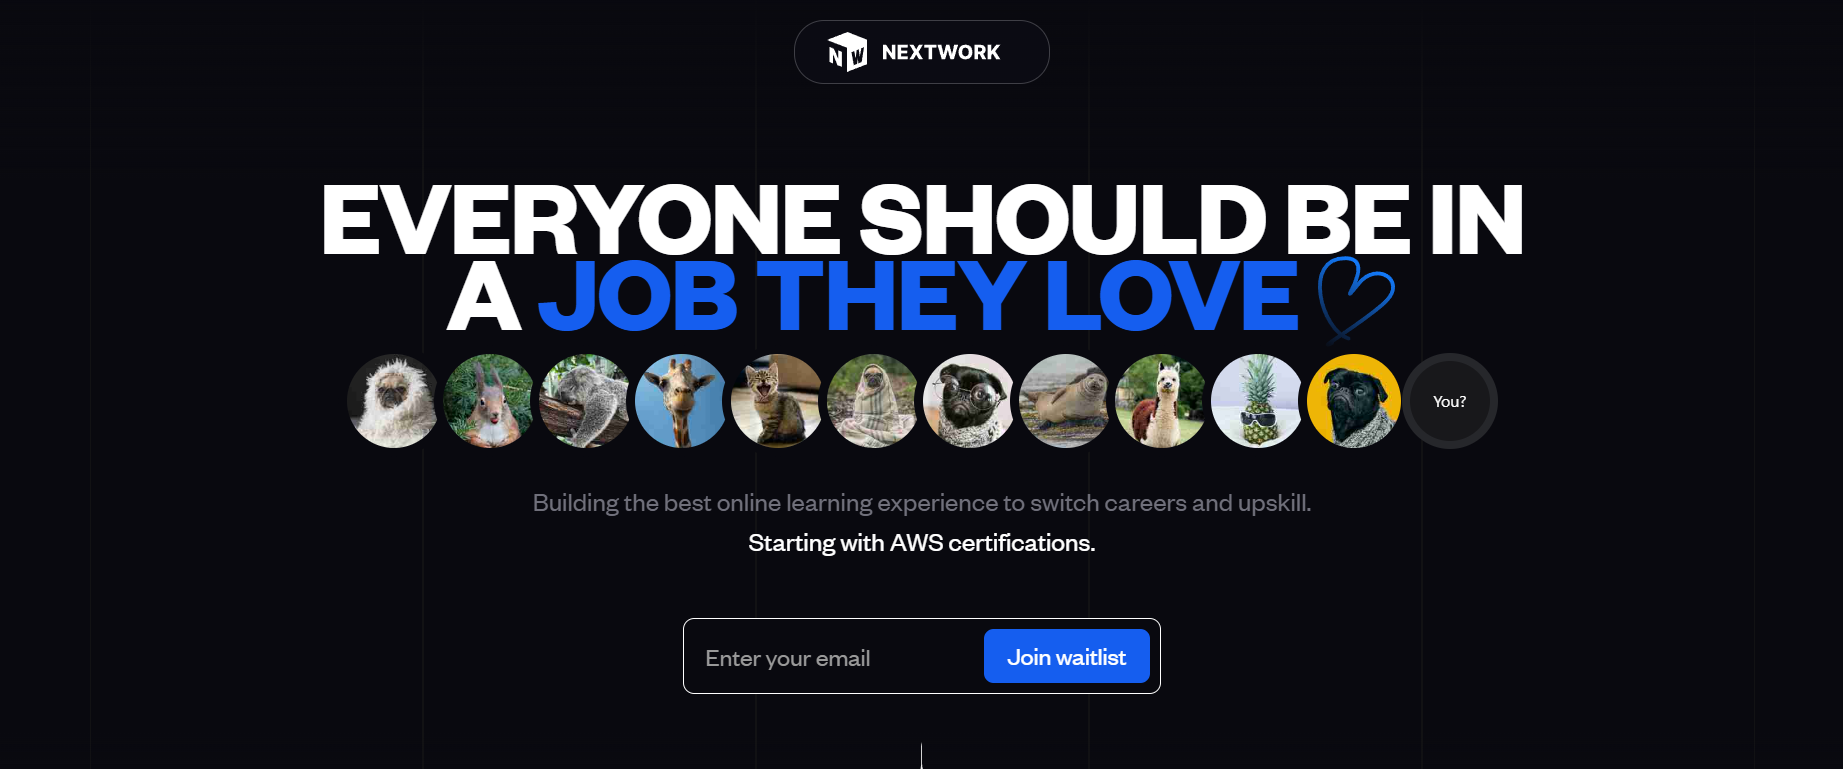 NW NEXTWORK
EVERYONE SHOULD BE IN
A JOB THEY LOVE
You?
Building the best online learning experience to switch careers and upskill.
Starting with AWS certifications.
Enter your email
Join waitlist